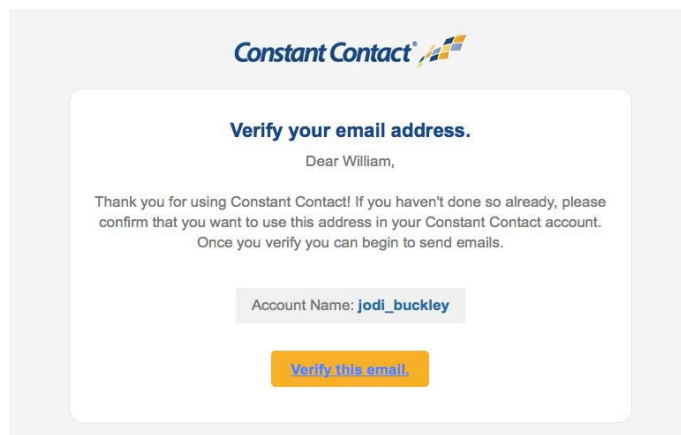 Constant Contact®
Verify your email address.
Dear William,
Thank you for using Constant Contact! If you haven't done so already, please
confirm that you want to use this address in your Constant Contact account.
Once you verify you can begin to send emails.
Account Name: jodi_buckley
Verify this email.